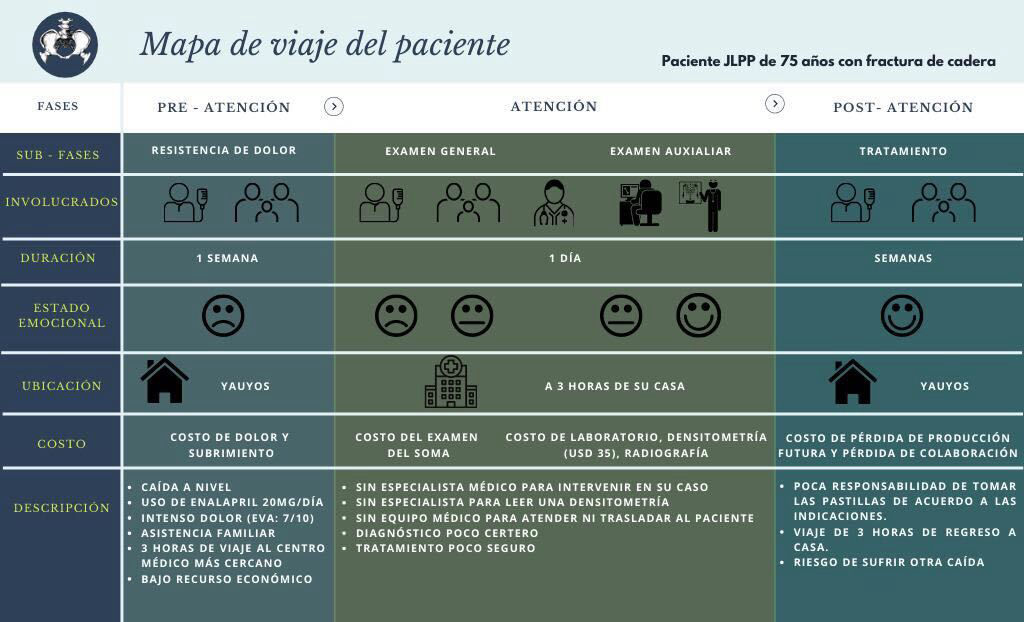 Mapa de viaje del paciente
Paciente JLPP de 75 años con fractura de cadera
FASES
PRE - ATENCIÓN
ATENCIÓN
POST- ATENCIÓN
SUB - FASES
RESISTENCIA DE DOLOR
EXAMEN GENERAL
EXAMEN AUXIALIAR
TRATAMIENTO
INVOLUCRADOS
DURACIÓN
1 SEMANA
1 DÍA
SEMANAS
ESTADO
EMOCIONAL
UBICACIÓN
YAUYOS
A 3 HORAS DE SU CASA
YAUYOS
COSTO
COSTO DE DOLOR Y
SUBRIMIENTO
COSTO DEL EXAMEN
DEL SOMA
COSTO DE LABORATORIO, DENSITOMETRÍA
(USD 35), RADIOGRAFÍA
COSTO DE PÉRDIDA DE PRODUCCIÓN
FUTURA Y PÉRDIDA DE COLABORACIÓN
DESCRIPCIÓN
• CAÍDA A NIVEL
• USO DE ENALAPRIL 20MG/DÍA
• INTENSO DOLOR (EVA: 7/10)
• ASISTENCIA FAMILIAR
• 3 HORAS DE VIAJE AL CENTRO
MÉDICO MÁS CERCANO
• BAJO RECURSO ECONÓMICO
• SIN ESPECIALISTA MÉDICO PARA INTERVENIR EN SU CASO
• SIN ESPECIALISTA PARA LEER UNA DENSITOMETRÍA
• SIN EQUIPO MÉDICO PARA ATENDER NI TRASLADAR AL PACIENTE
• DIAGNÓSTICO POCO CERTERO
• TRATAMIENTO POCO SEGURO
• POCA RESPONSABILIDAD DE TOMAR
LAS PASTILLAS DE ACUERDO A LAS
INDICACIONES.
• VIAJE DE 3 HORAS DE REGRESO A
CASA.
• RIESGO DE SUFRIR OTRA CAÍDA